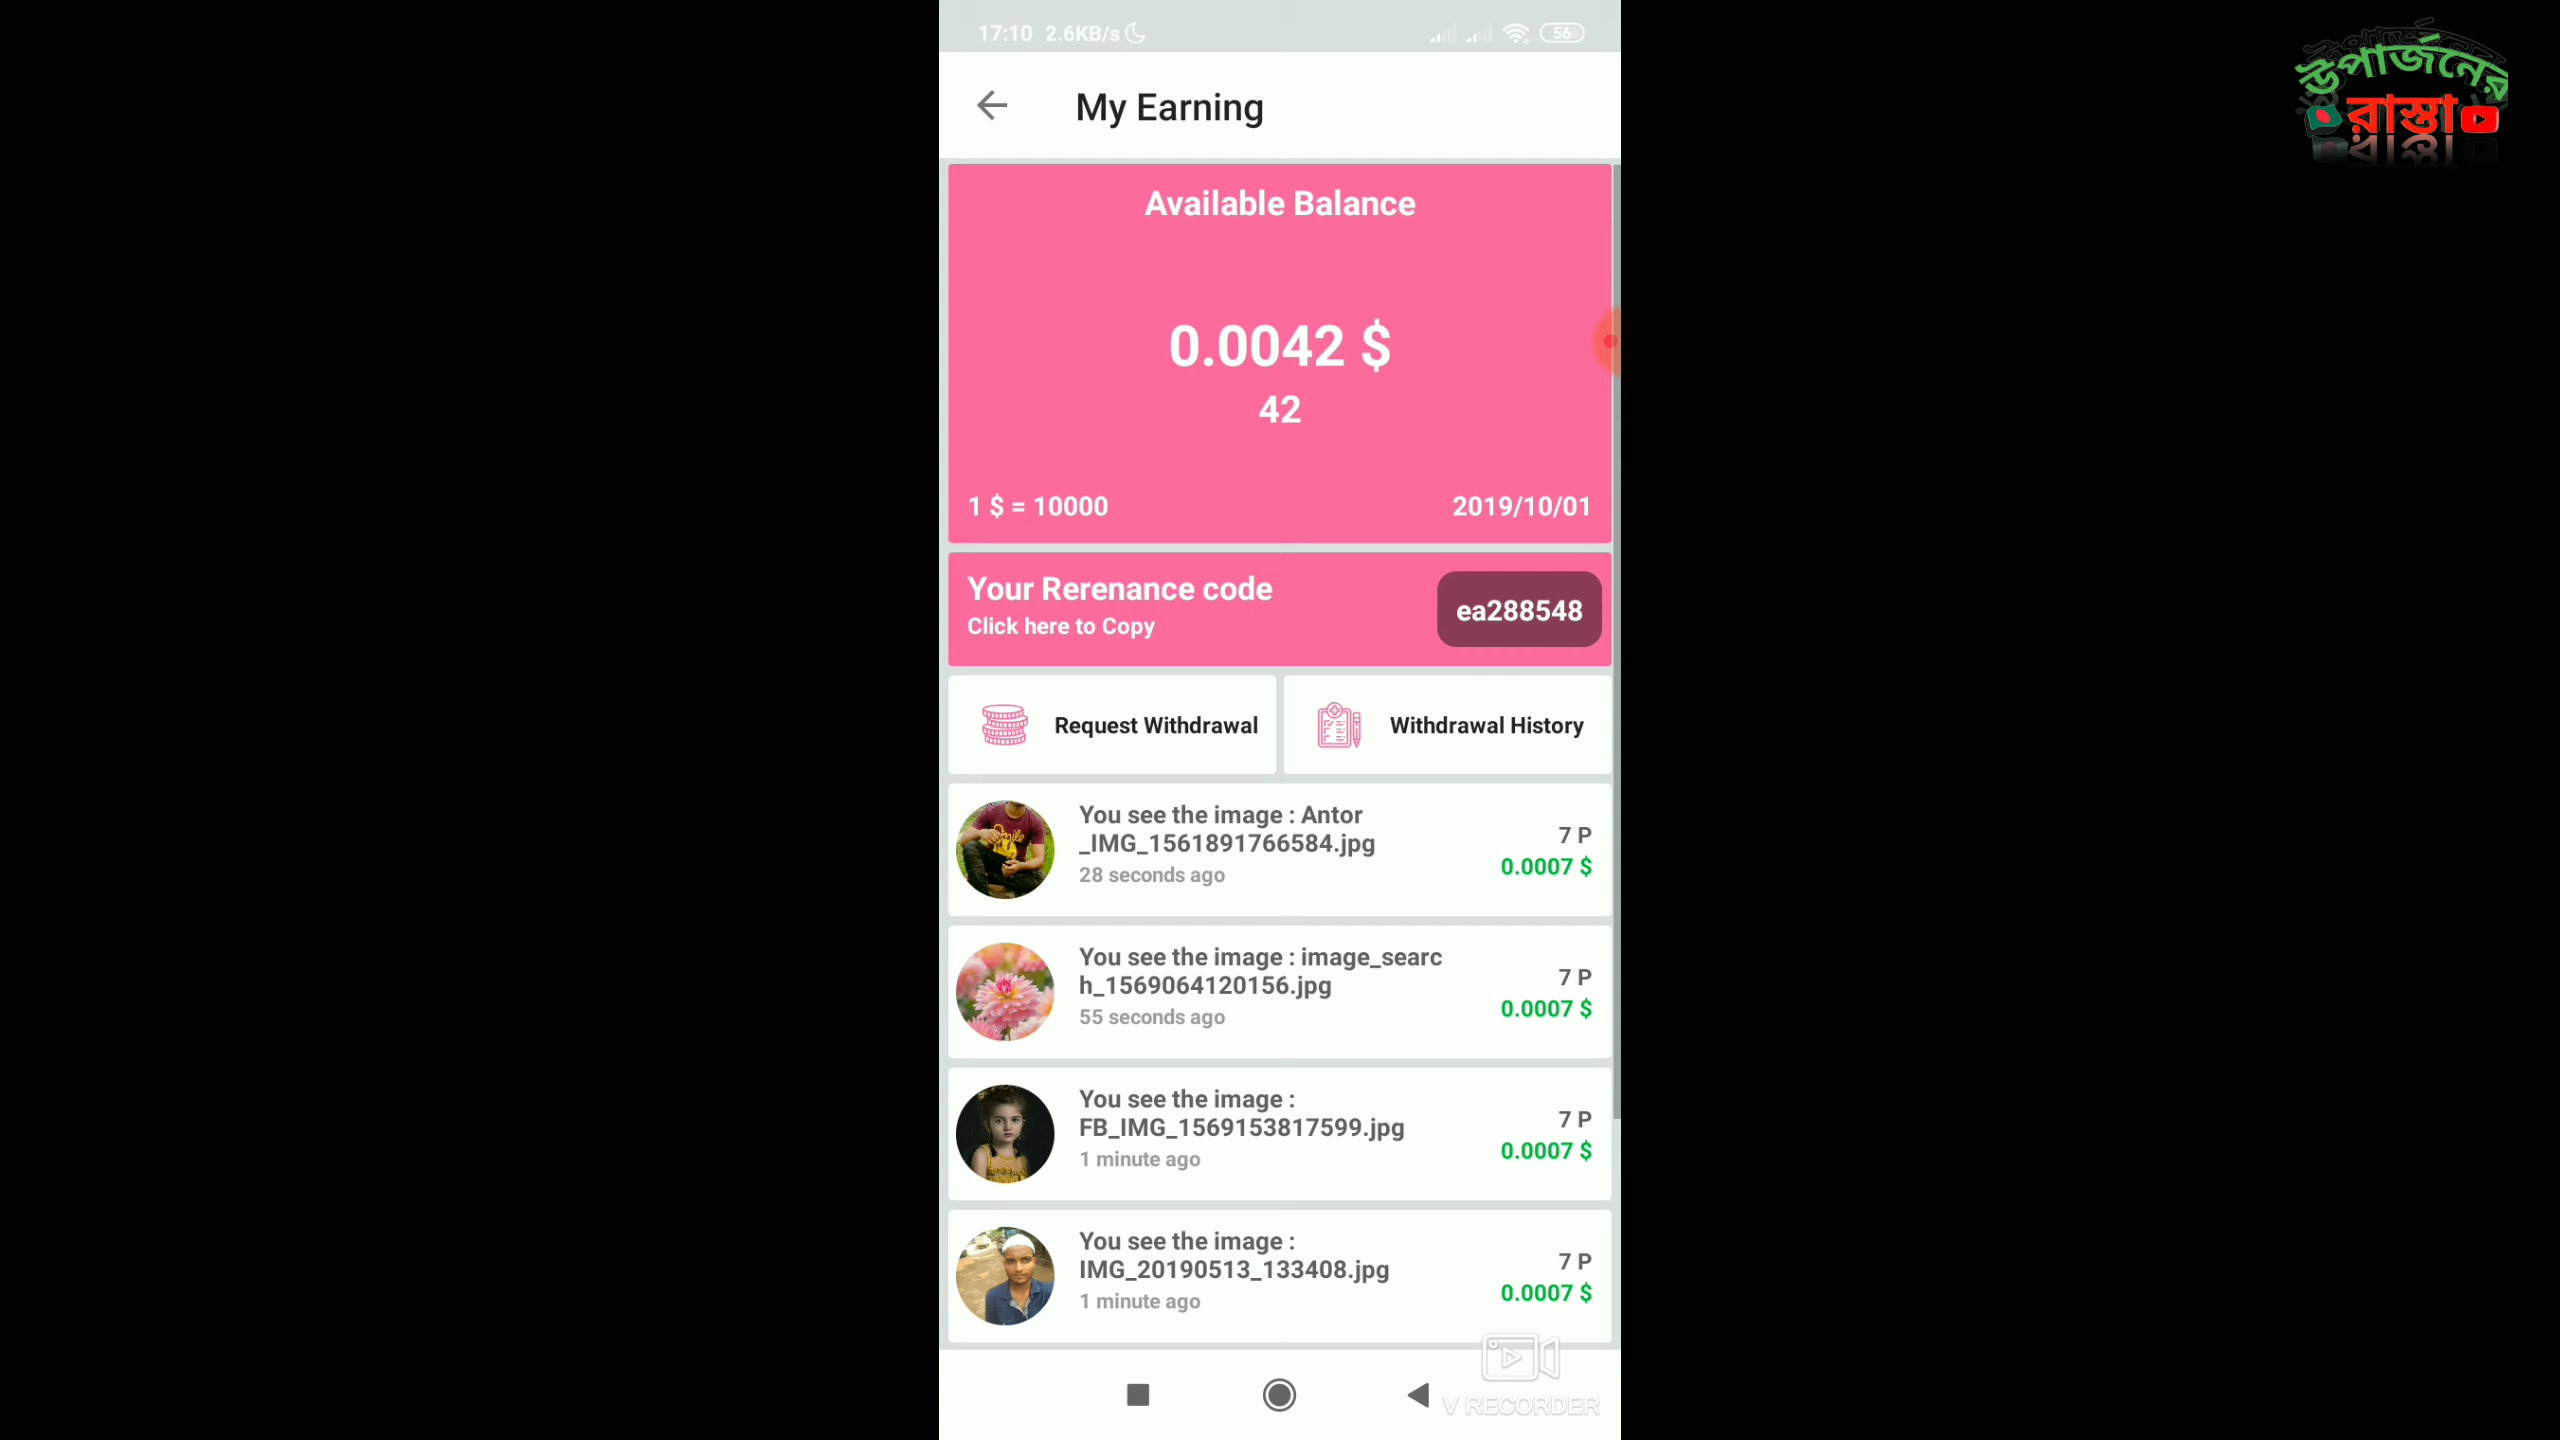 17:10 2.6KB/s 56
উপার্জনের
রাস্তা
My Earning
Available Balance
0.0042 $
42
1 $ = 10000
2019/10/01
Your Rerenance code
Click here to Copy
ea288548
Request Withdrawal
Withdrawal History
You see the image : Antor
_IMG_1561891766584.jpg
28 seconds ago
7 P
0.0007 $
You see the image : image_searc
h_1569064120156.jpg
55 seconds ago
7 P
0.0007 $
You see the image :
FB_IMG_1569153817599.jpg
1 minute ago
7 P
0.0007 $
You see the image :
IMG_20190513_133408.jpg
1 minute ago
7 P
0.0007 $
V RECORDER